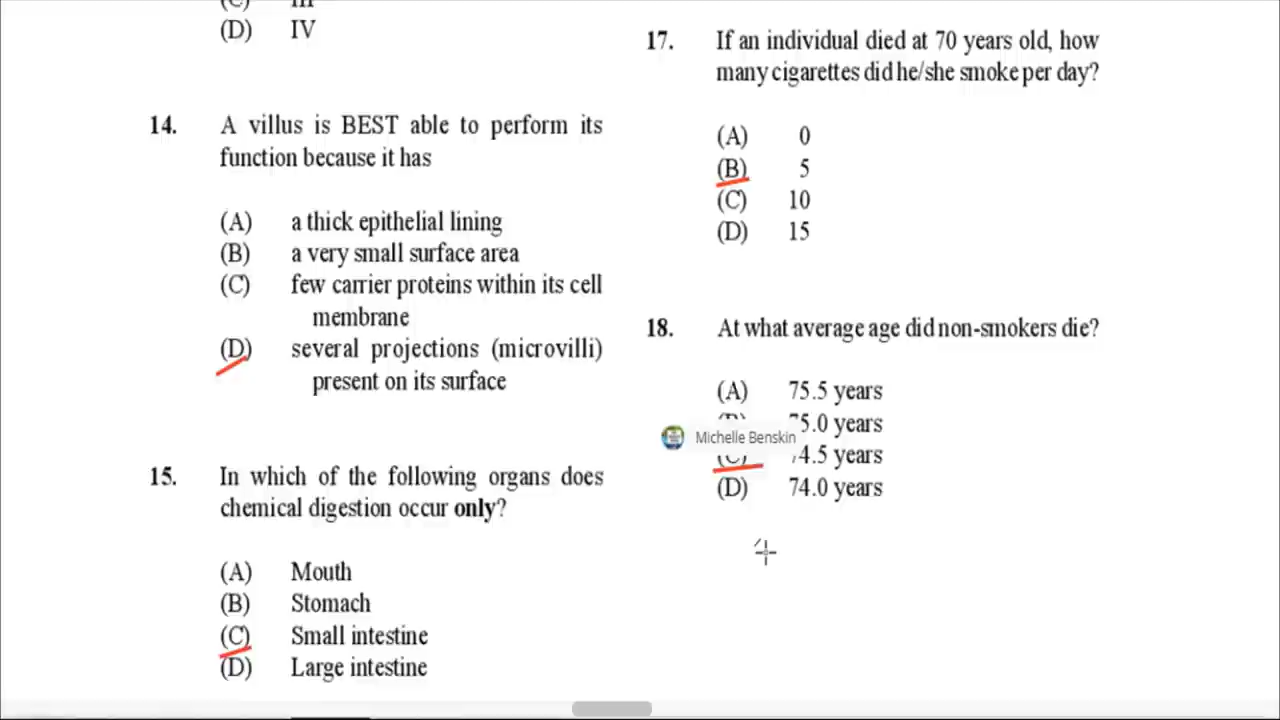 (D) IV
14. A villus is BEST able to perform its
function because it has
(A) a thick epithelial lining
(B) a very small surface area
(C) few carrier proteins within its cell
membrane
(D) several projections (microvilli)
present on its surface
15. In which of the following organs does
chemical digestion occur only?
(A) Mouth
(B) Stomach
(C) Small intestine
(D) Large intestine
17. If an individual died at 70 years old, how
many cigarettes did he/she smoke per day?
(A) 0
(B) 5
(C) 10
(D) 15
18. At what average age did non-smokers die?
(A) 75.5 years
75.0 years
Michelle Benskin
(C) 74.5 years
(D) 74.0 years